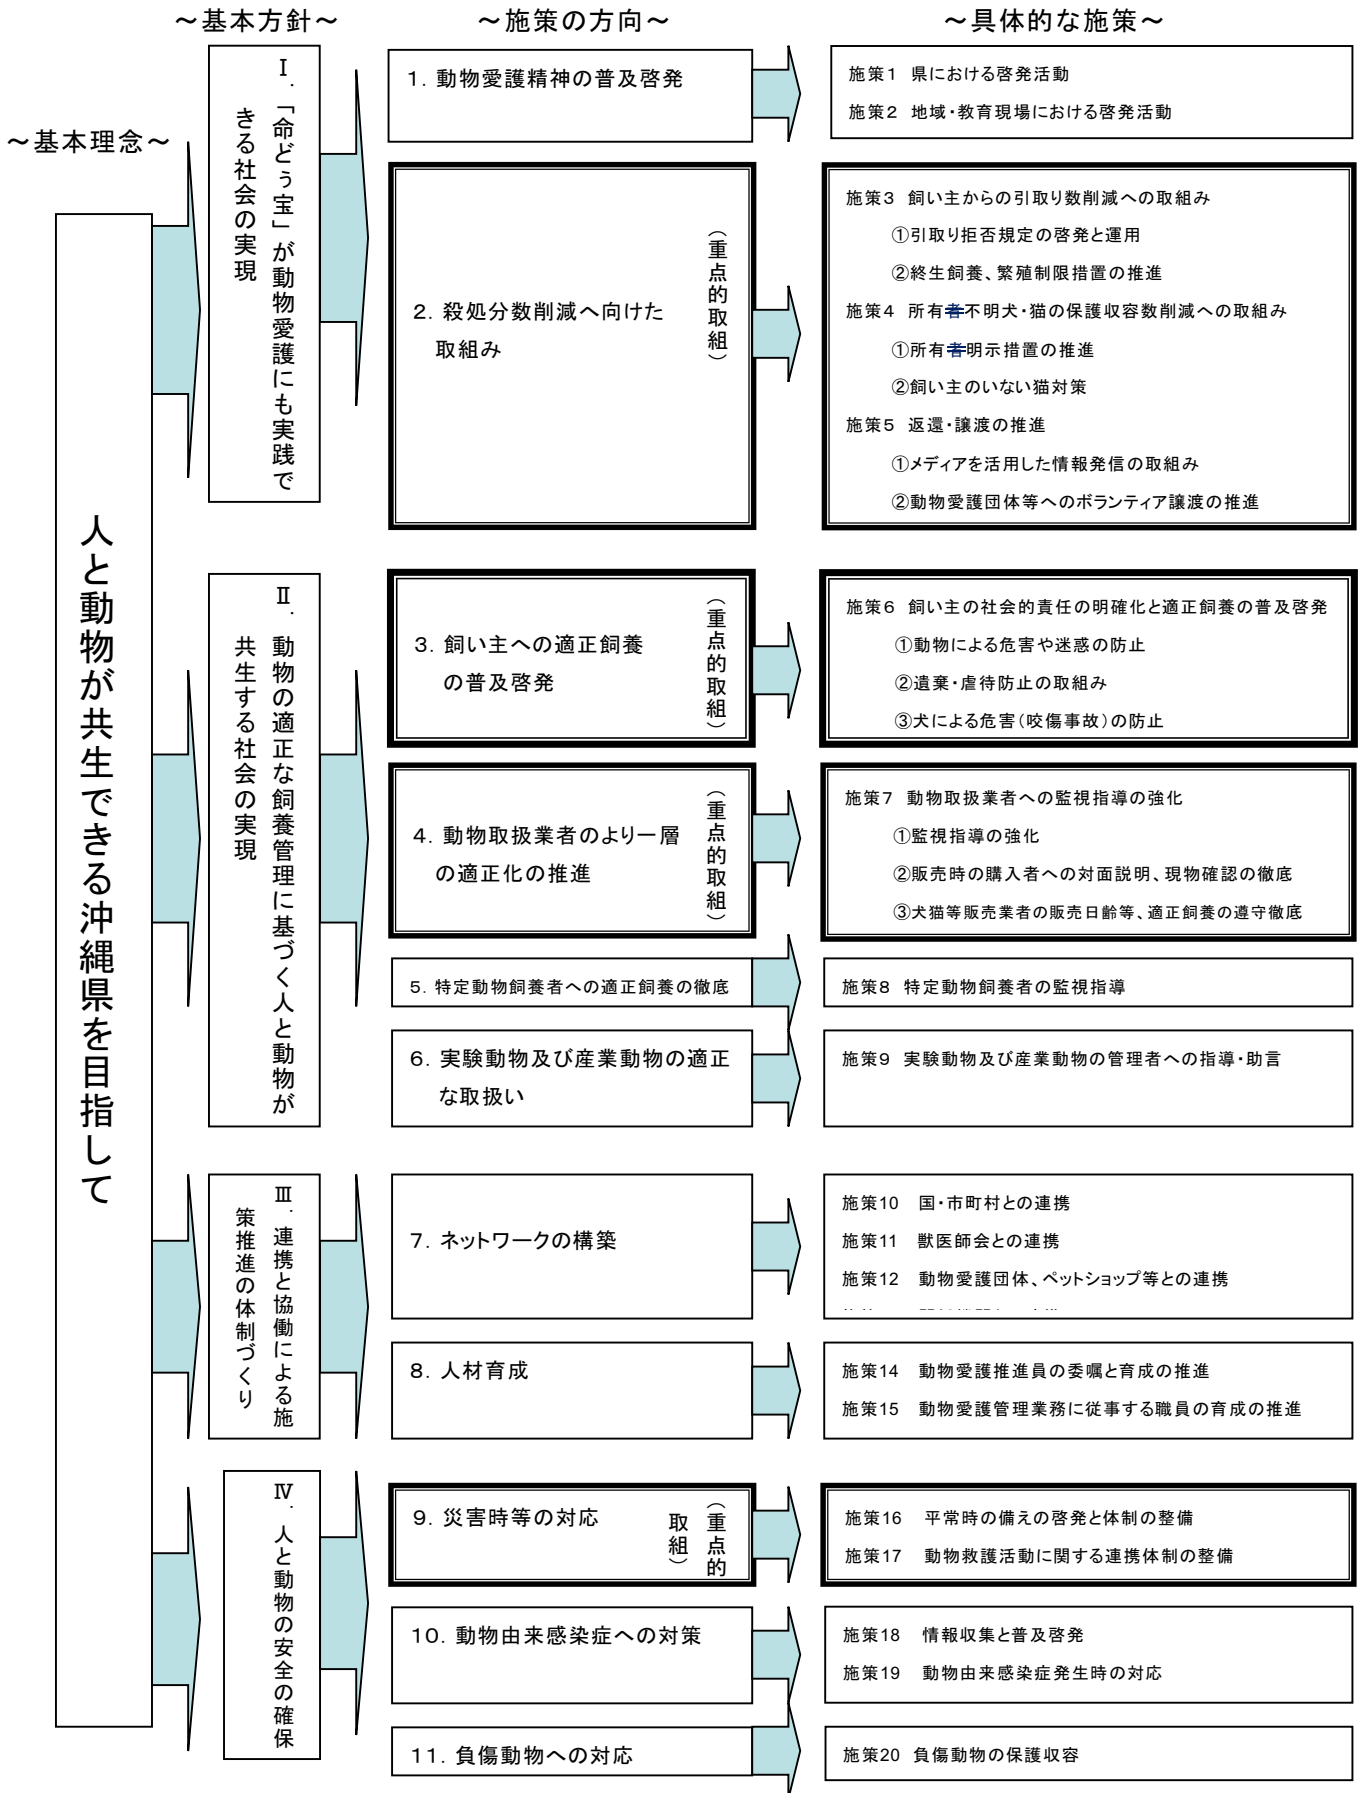 ～基本方針～
～施策の方向～
～具体的な施策～
～基本理念～
人と動物が共生できる沖縄県を目指して
Ⅰ．「命どぅ宝」が動物愛護にも実践で
きる社会の実現
1．動物愛護精神の普及啓発
施策1 県における啓発活動
施策2 地域・教育現場における啓発活動
2．殺処分数削減へ向けた
取組み
（重点的取組）
施策3 飼い主からの引取り数削減への取組み
①引取り拒否規定の啓発と運用
②終生飼養、繁殖制限措置の推進
施策4 所有者不明犬・猫の保護収容数削減への取組み
①所有者明示措置の推進
②飼い主のいない猫対策
施策5 返還・譲渡の推進
①メディアを活用した情報発信の取組み
②動物愛護団体等へのボランティア譲渡の推進
Ⅱ．動物の適正な飼養管理に基づく人と動物が
共生する社会の実現
3．飼い主への適正飼養
の普及啓発
（重点的取組）
施策6 飼い主の社会的責任の明確化と適正飼養の普及啓発
①動物による危害や迷惑の防止
②遺棄・虐待防止の取組み
③犬による危害（咬傷事故）の防止
4．動物取扱業者のより一層
の適正化の推進
（重点的取組）
施策7 動物取扱業者への監視指導の強化
①監視指導の強化
②販売時の購入者への対面説明、現物確認の徹底
③犬猫等販売業者の販売日齢等、適正飼養の遵守徹底
5．特定動物飼養者への適正飼養の徹底
施策8 特定動物飼養者の監視指導
6．実験動物及び産業動物の適正
な取扱い
施策9 実験動物及び産業動物の管理者への指導・助言
Ⅲ．連携と協働による施
策推進の体制づくり
7．ネットワークの構築
施策10 国・市町村との連携
施策11 獣医師会との連携
施策12 動物愛護団体、ペットショップ等との連携
8．人材育成
施策14 動物愛護推進員の委嘱と育成の推進
施策15 動物愛護管理業務に従事する職員の育成の推進
Ⅳ．人と動物の安全の確保
9．災害時等の対応
（重点的
取組）
施策16 平常時の備えの啓発と体制の整備
施策17 動物救護活動に関する連携体制の整備
10．動物由来感染症への対策
施策18 情報収集と普及啓発
施策19 動物由来感染症発生時の対応
11．負傷動物への対応
施策20 負傷動物の保護収容